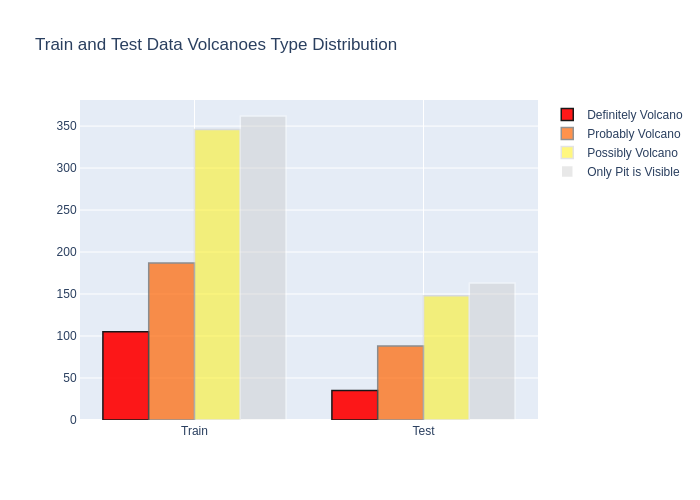 Train and Test Data Volcanoes Type Distribution
Definitely Volcano
Probably Volcano
Possibly Volcano
Only Pit is Visible
350
300
250
200
150
100
50
0
Train
Test